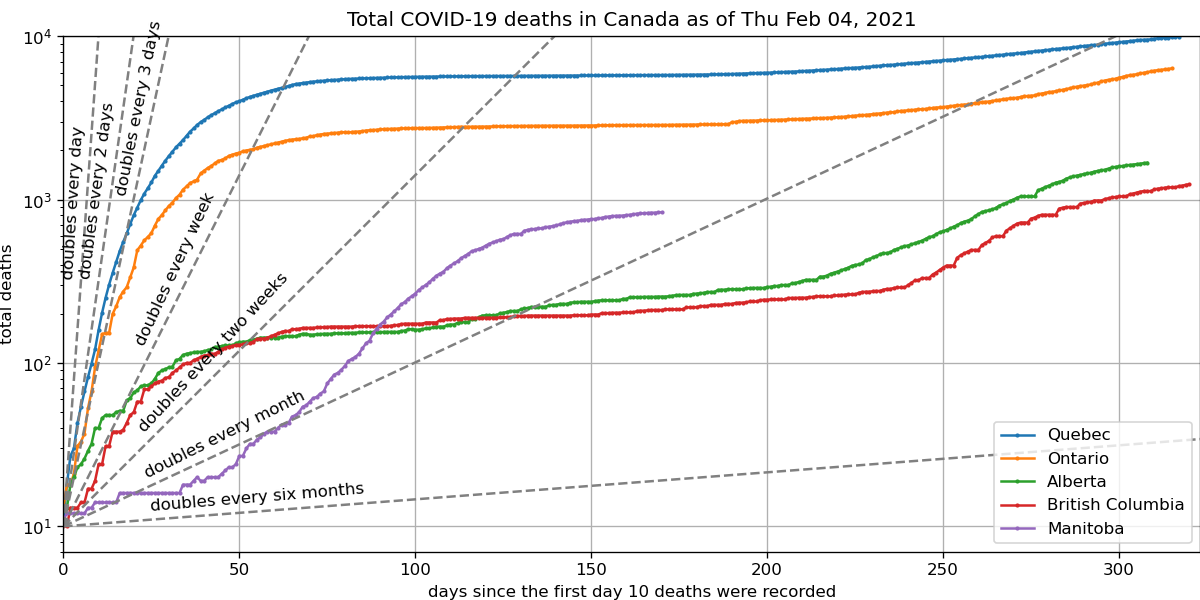 Total COVID-19 deaths in Canada as of Thu Feb 04, 2021
total deaths
10⁴
10³
10²
10¹
doubles every day
doubles every 2 days
doubles every 3 days
doubles every week
doubles every two weeks
doubles every month
doubles every six months
Quebec
Ontario
Alberta
British Columbia
Manitoba
0 50 100 150 200 250 300
days since the first day 10 deaths were recorded